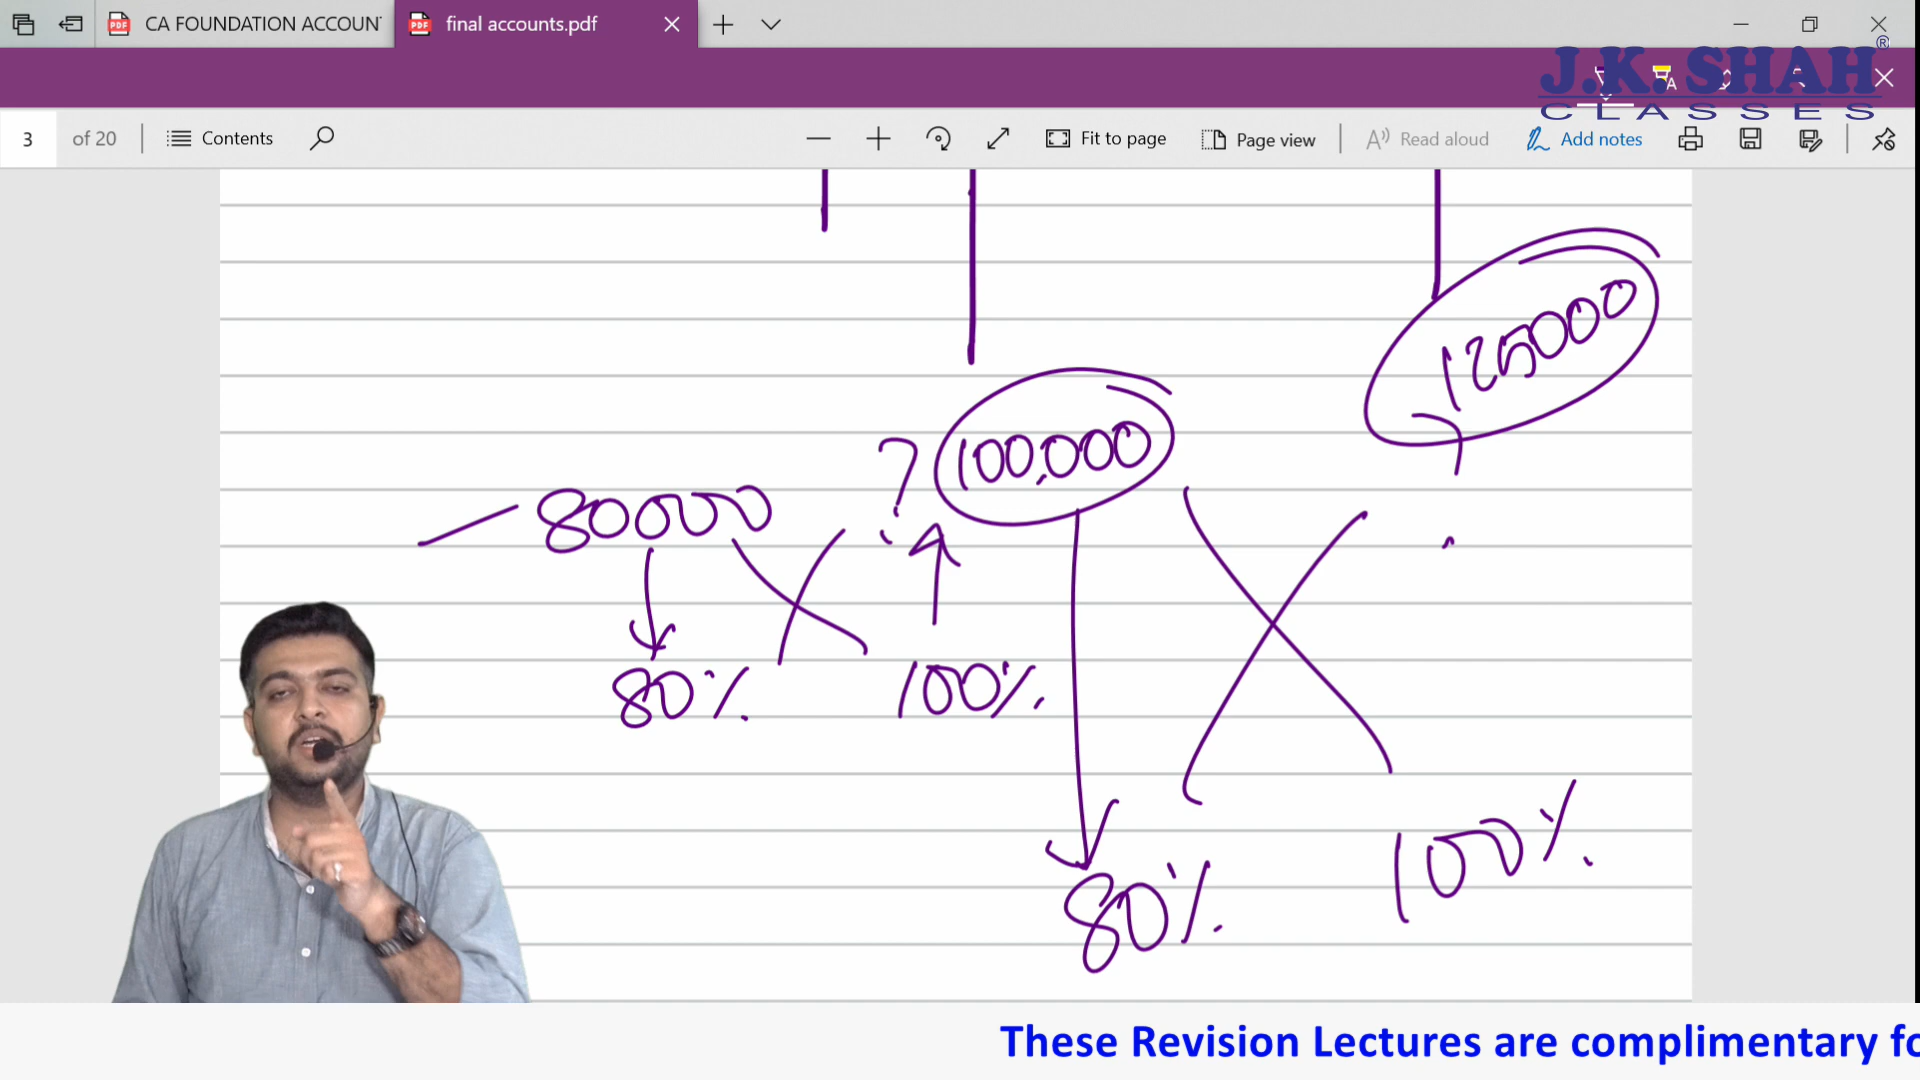 CA FOUNDATION ACCOUN
final accounts.pdf
J.K. SHAH®
CLASSES
3 of 20
Contents
Fit to page
Page view
Read aloud
Add notes
125000
?
100,000
?
80000
80%
100%
80%
100%
These Revision Lectures are complimentary fo